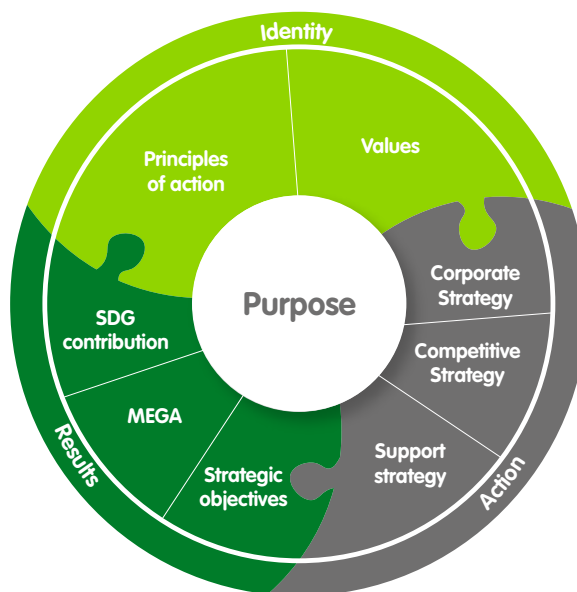 Identity
Principles
of action
Values
Purpose
Corporate
Strategy
Competitive
Strategy
Support
strategy
Action
SDG
contribution
MEGA
Strategic
objectives
Results